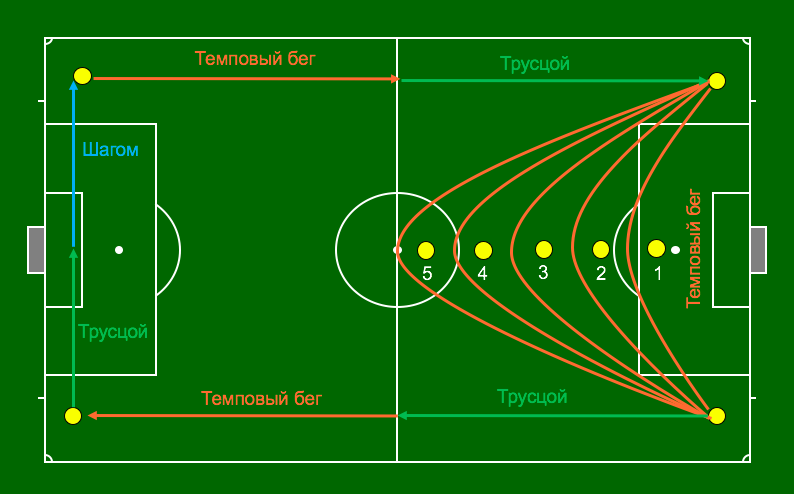 Темповый бег
Трусцой
Шагом
Темповый бег
5
4
3
2
1
Трусцой
Темповый бег
Трусцой